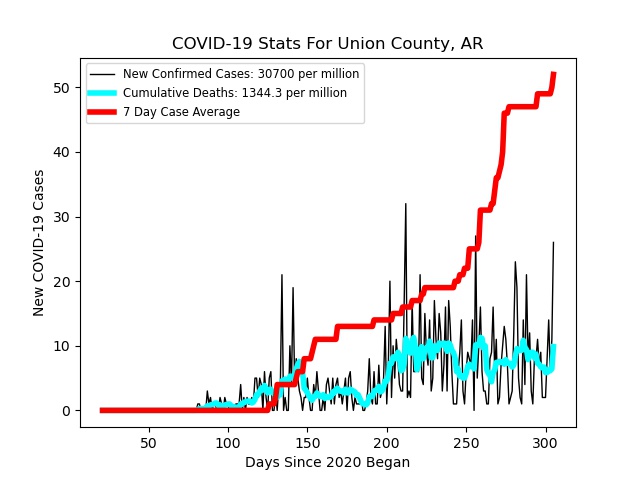 COVID-19 Stats For Union County, AR
New Confirmed Cases: 30700 per million
Cumulative Deaths: 1344.3 per million
7 Day Case Average
New COVID-19 Cases
50
40
30
20
10
0
50 100 150 200 250 300
Days Since 2020 Began